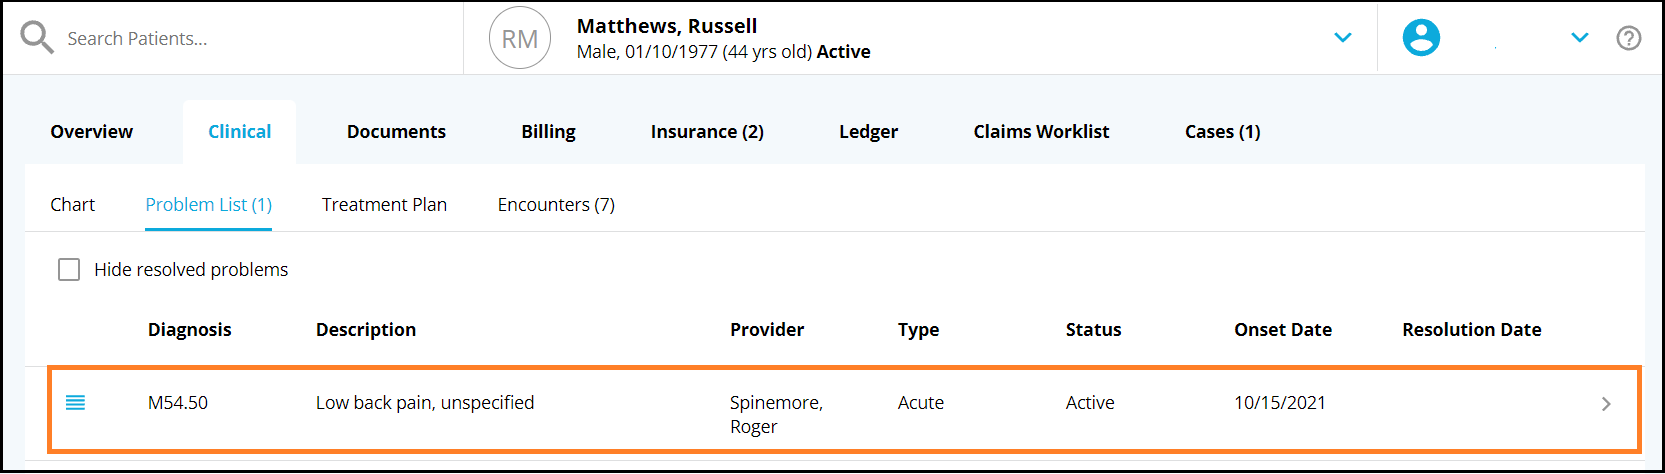 Search Patients...
RM
Matthews, Russell
Male, 01/10/1977 (44 yrs old) Active
Overview Clinical Documents Billing Insurance (2) Ledger Claims Worklist Cases (1)
Chart Problem List (1) Treatment Plan Encounters (7)
Hide resolved problems
Diagnosis Description Provider Type Status Onset Date Resolution Date
M54.50 Low back pain, unspecified Spinemore, Acute Active 10/15/2021
Roger